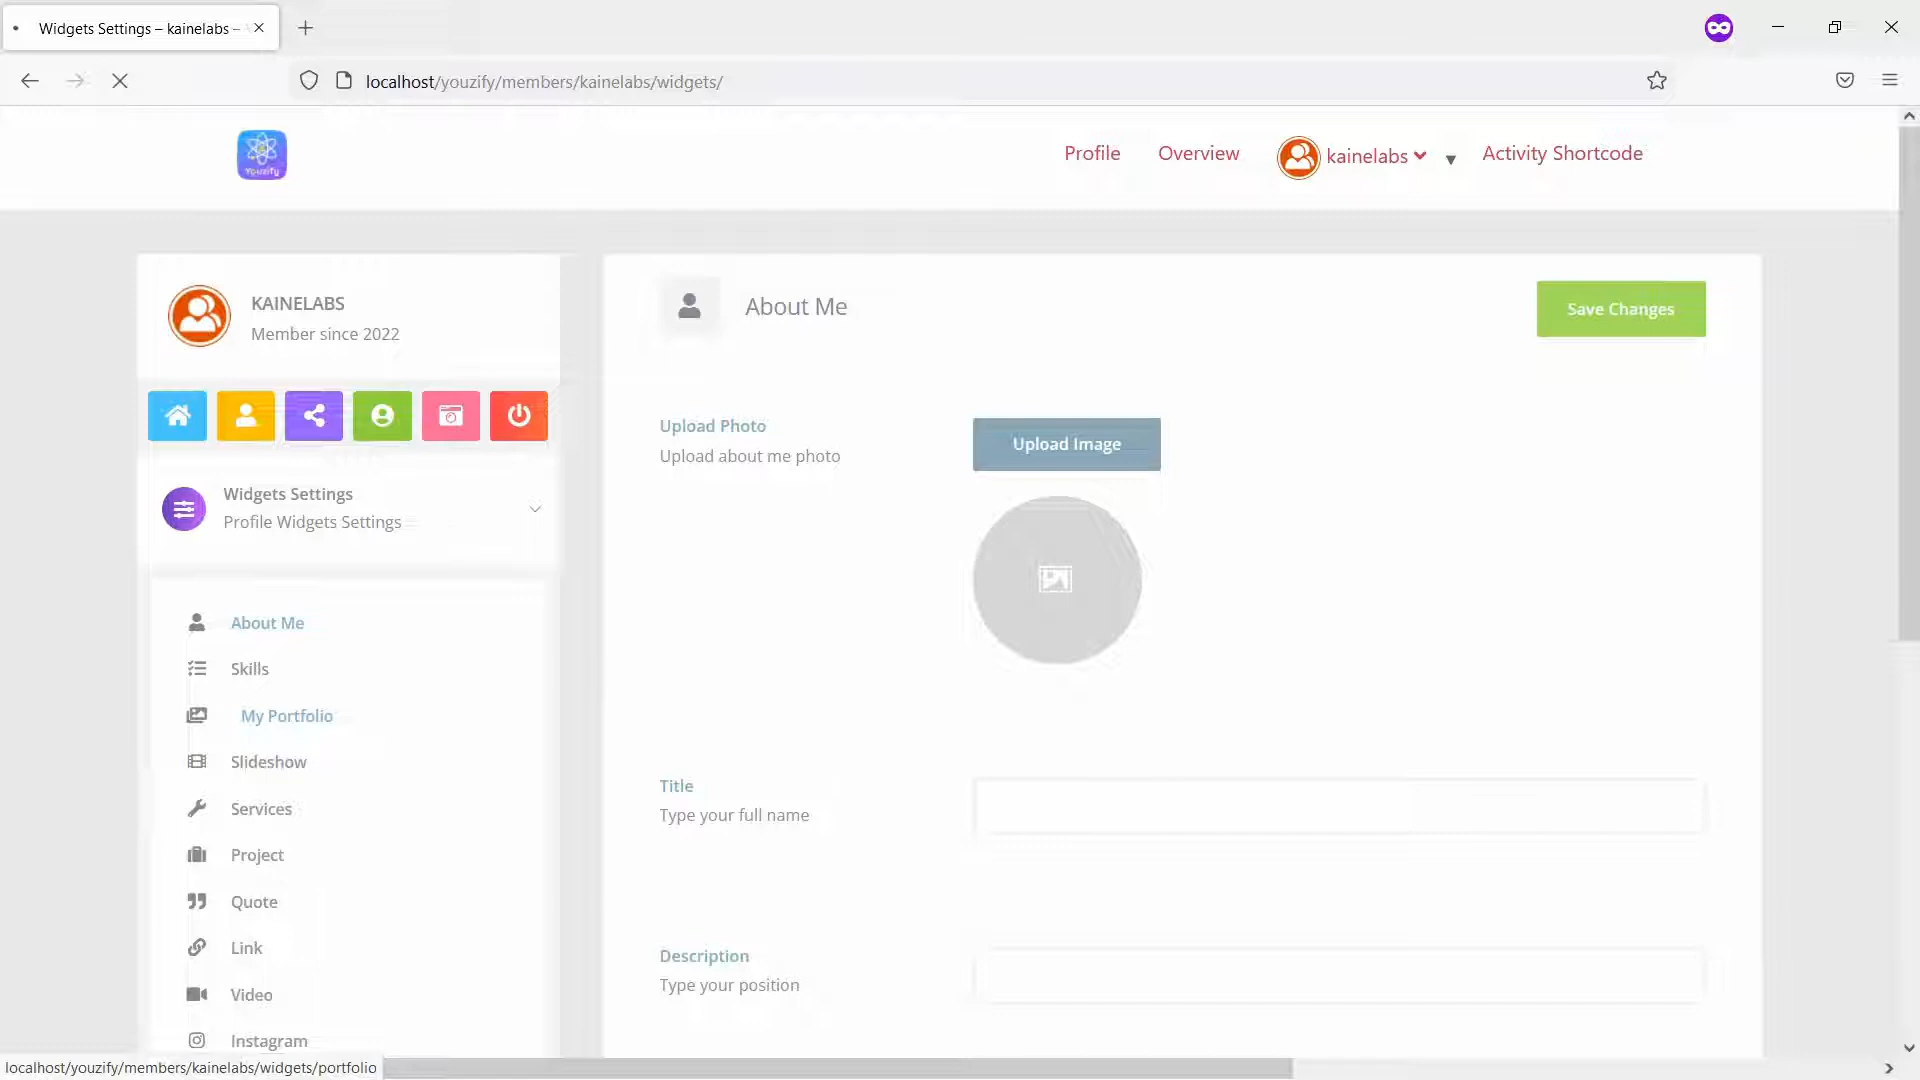 Widgets Settings – kainelabs –
localhost/youzify/members/kainelabs/widgets/
Youzify
Profile
Overview
kainelabs
Activity Shortcode
KAINELABS
Member since 2022
Widgets Settings
Profile Widgets Settings
About Me
Skills
My Portfolio
Slideshow
Services
Project
Quote
Link
Video
Instagram
About Me
Save Changes
Upload Photo
Upload about me photo
Upload Image
Title
Type your full name
Description
Type your position
localhost/youzify/members/kainelabs/widgets/portfolio